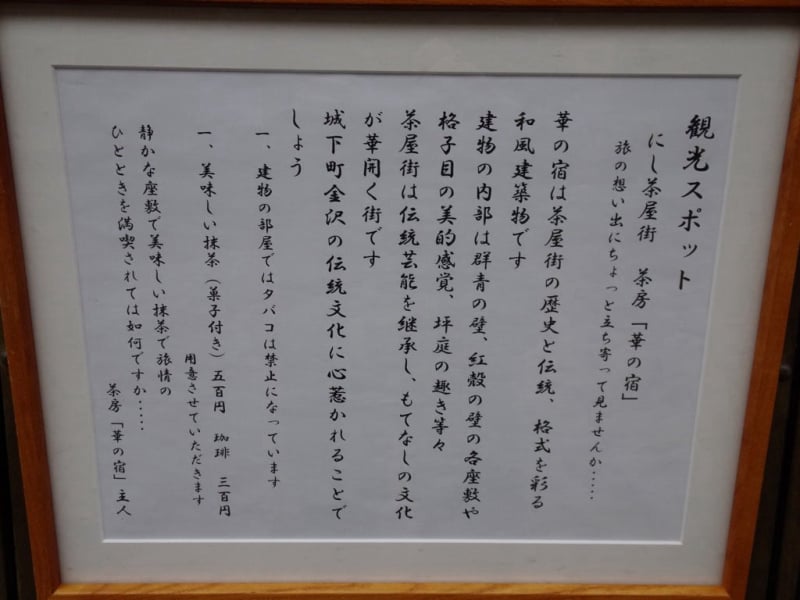 観光スポット
にし茶屋街 茶房「華の宿」
旅の想い出にちょっと立ち寄って見ませんか……
華の宿は茶屋街の歴史と伝統、格式を彩る
和風建築物です
建物の内部は群青の壁、紅殻の壁の各座敷や
格子目の美的感覚、坪庭の趣き等々
茶屋街は伝統芸能を継承し、もてなしの文化
が華開く街です
城下町金沢の伝統文化に心惹かれることで
しょう
一、建物の部屋ではタバコは禁止になっています
一、美味しい抹茶(菓子付き)五百円 珈琲 三百円
用意させていただきます
静かな座敷で美味しい抹茶で旅情の
ひとときを満喫されては如何ですか……
茶房「華の宿」主人